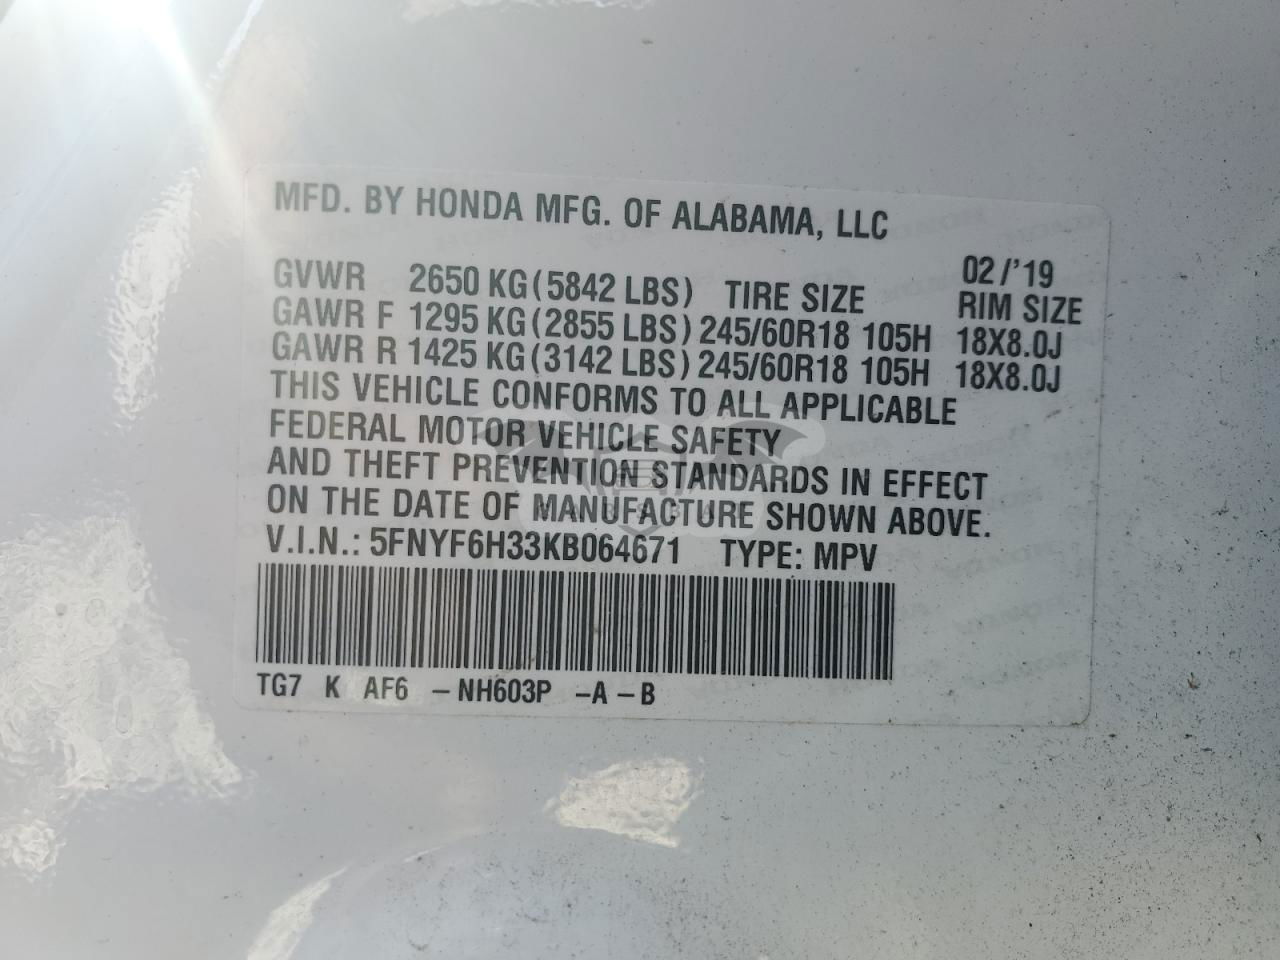 MFD. BY HONDA MFG. OF ALABAMA, LLC
02/'19
GVWR 2650 KG(5842 LBS) TIRE SIZE RIM SIZE
GAWR F 1295 KG(2855 LBS) 245/60R18 105H 18X8.0J
GAWR R 1425 KG(3142 LBS) 245/60R18 105H 18X8.0J
THIS VEHICLE CONFORMS TO ALL APPLICABLE
FEDERAL MOTOR VEHICLE SAFETY
AND THEFT PREVENTION STANDARDS IN EFFECT
ON THE DATE OF MANUFACTURE SHOWN ABOVE.
V.I.N.: 5FNYF6H33KB064671 TYPE: MPV
TG7 K AF6 -NH603P -A-B